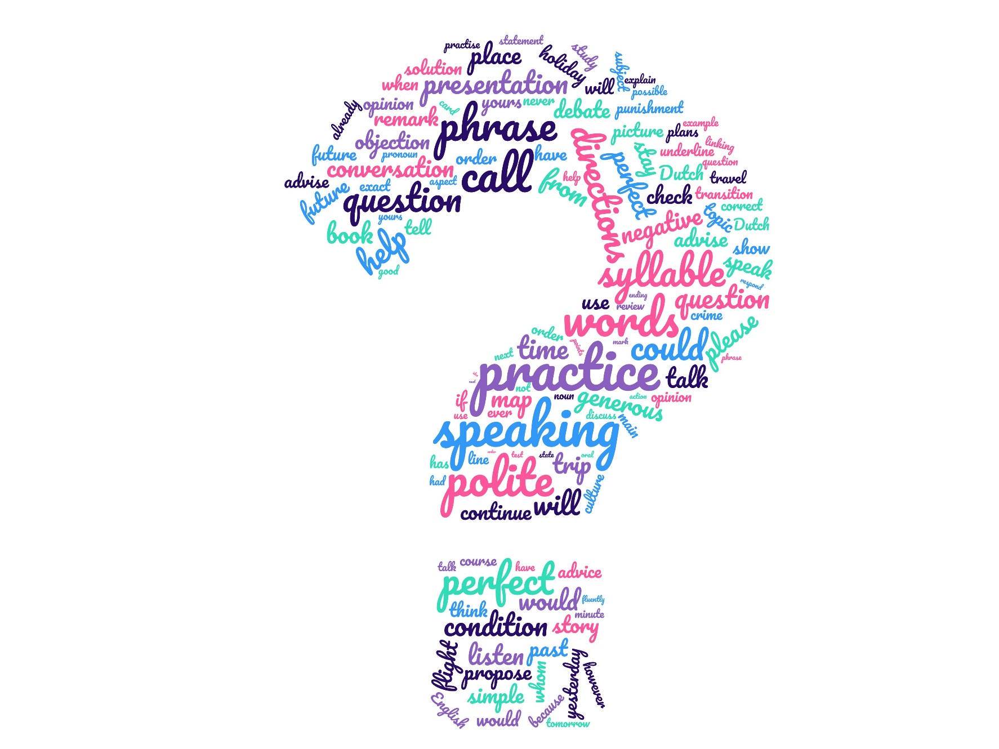 practise
statement
place
holiday
study
subject
solution
when
presentation
will
explain
possible
already
opinion
card
yours
never
debate
punishment
remark
phrase
example
objection
directions
picture
plans
linking
future
pronoun
order
have
perfect
stay
underline
question
conversation
call
Dutch
travel
advise
exact
aspect
from
help
check
transition
future
question
correct
yours
negative
topic
Dutch
book
tell
advise
show
help
good
syllable
speak
respond
use
ending
review
question
words
crime
order
points
mark
could
please
next
time
phrase
practice
talk
next
not
if
map
noun
generous
action
opinion
use
ever
discuss
main
speaking
order
test
state
oral
has
line
trip
had
polite
culture
continue
will
talk
course
have
advice
perfect
would
fluently
think
minute
condition
story
flight
listen
past
yesterday
however
propose
whom
simple
English
would
because
tomorrow